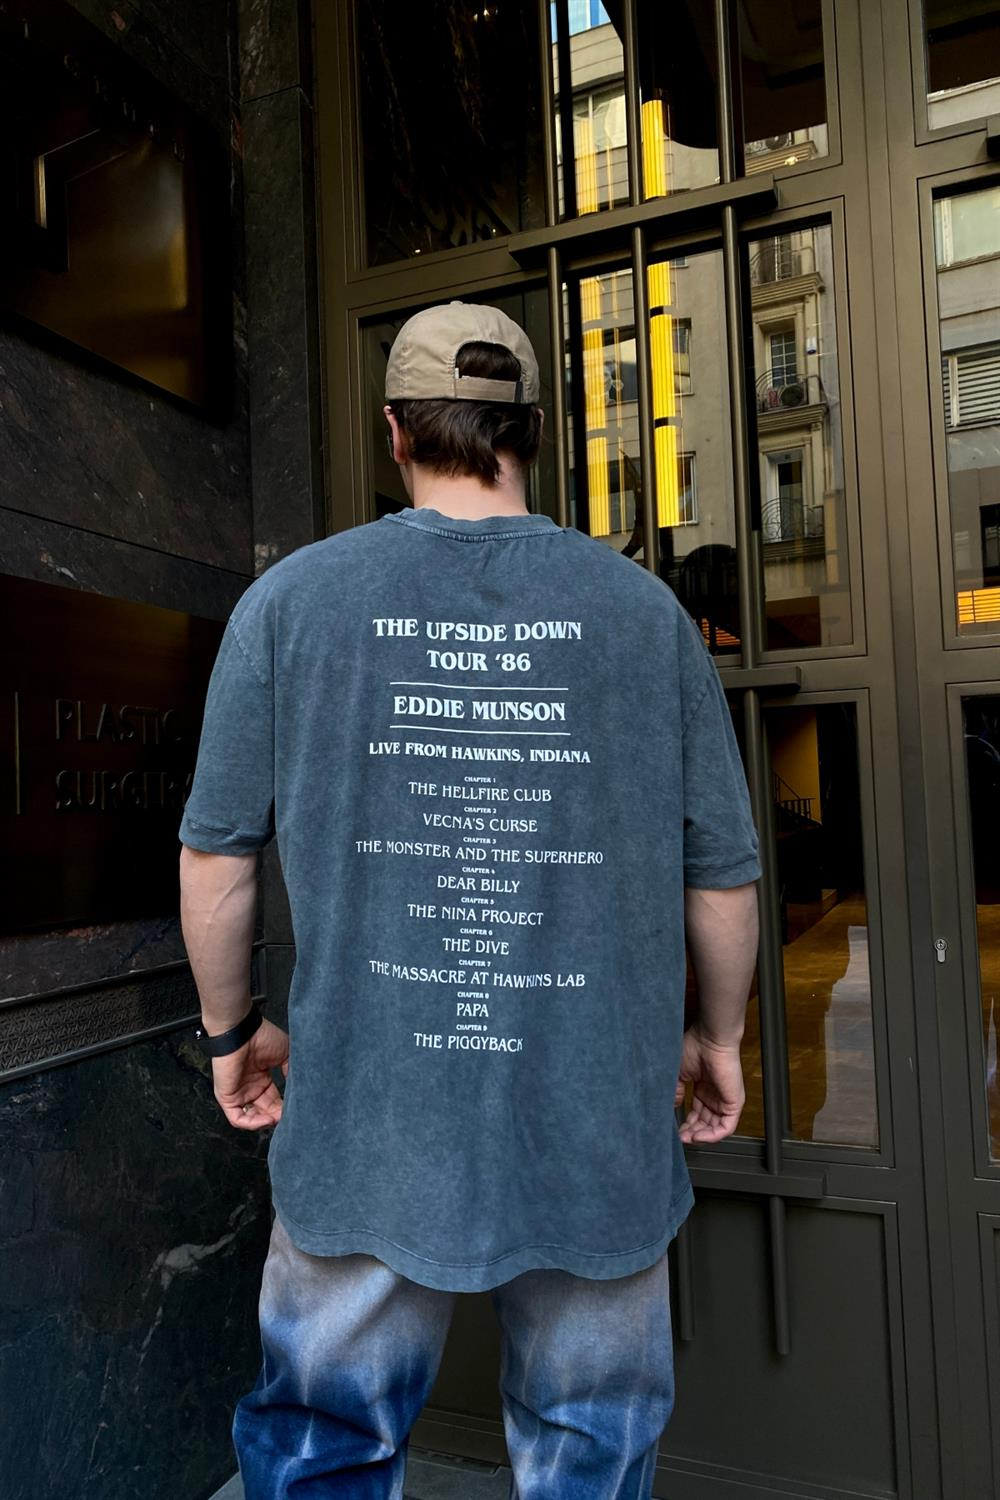 THE UPSIDE DOWN
TOUR ‘86
EDDIE MUNSON
LIVE FROM HAWKINS, INDIANA
CHAPTER 1
THE HELLFIRE CLUB
CHAPTER 2
VECNA'S CURSE
CHAPTER 3
THE MONSTER AND THE SUPERHERO
CHAPTER 4
DEAR BILLY
CHAPTER 5
THE NINA PROJECT
CHAPTER 6
THE DIVE
CHAPTER 7
THE MASSACRE AT HAWKINS LAB
CHAPTER 8
PAPA
CHAPTER 9
THE PIGGYBACK
PLASTIC
SURGERY